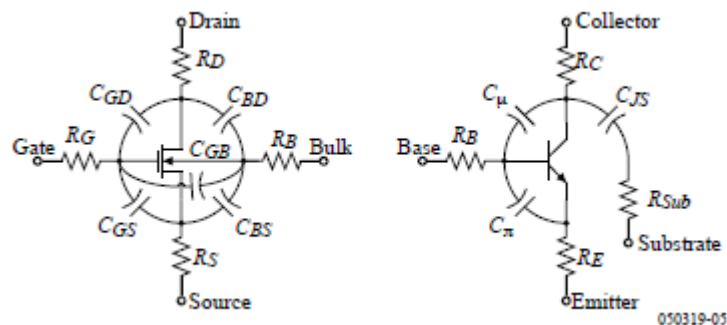 Drain
Collector
RD
RC
CGD
CBD
Cμ
CJS
Gate
RG
CGB
RB
Bulk
Base
RB
RSub
CGS
CBS
Cπ
Substrate
RS
RE
Source
Emitter
050319-05